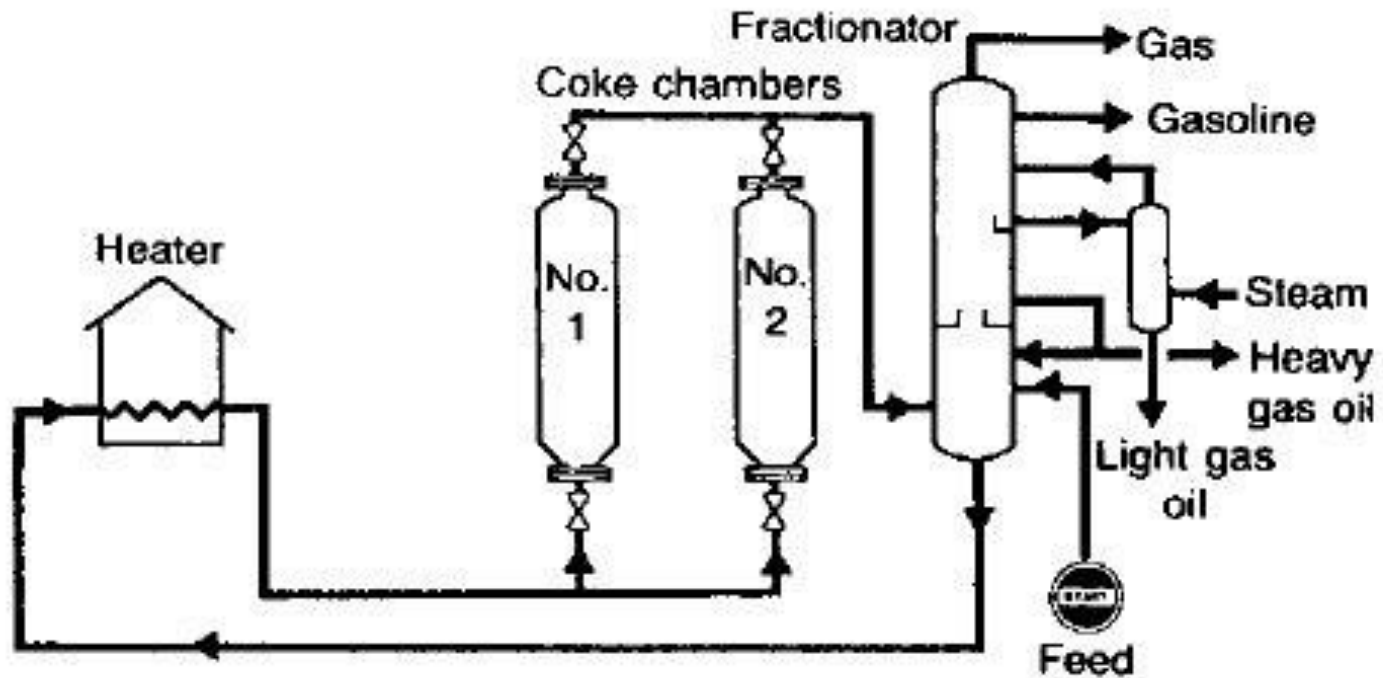 Fractionator
Gas
Coke chambers
Gasoline
Heater
No.
1
No.
2
Steam
Heavy
gas oil
Light gas
oil
Feed